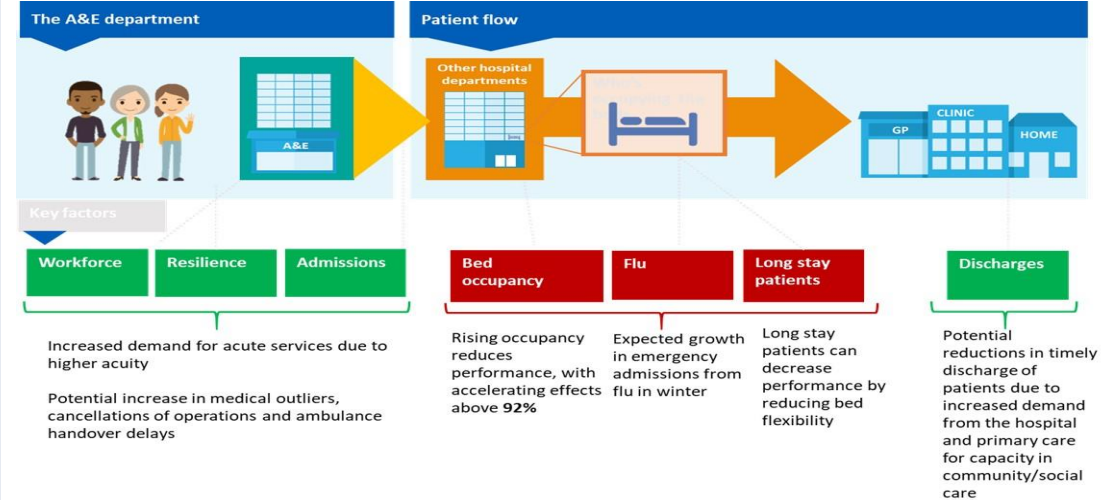 The A&E department
Patient flow
Other hospital
departments
A&E
GP
CLINIC
HOME
Key factors
Workforce
Resilience
Admissions
Bed
occupancy
Flu
Long stay
patients
Discharges
Increased demand for acute services due to
higher acuity
Potential increase in medical outliers,
cancellations of operations and ambulance
handover delays
Rising occupancy
reduces
performance, with
accelerating effects
above 92%
Expected growth
in emergency
admissions from
flu in winter
Long stay
patients can
decrease
performance by
reducing bed
flexibility
Potential
reductions in timely
discharge of
patients due to
increased demand
from the hospital
and primary care
for capacity in
community/social
care